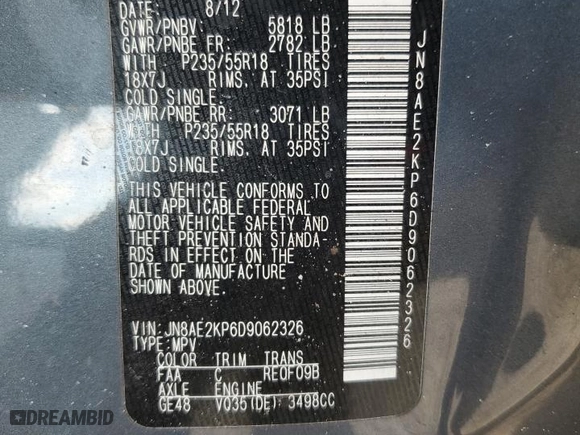 DATE: 8/12
GVWR/PNBV: 5818 LB
GAWR/PNBE FR: 2782 LB
WITH P235/55R18 TIRES
18X7J RIMS, AT 35PSI
COLD SINGLE.
GAWR/PNBE RR: 3071 LB
WITH P235/55R18 TIRES
18X7J RIMS, AT 35PSI
COLD SINGLE.
THIS VEHICLE CONFORMS TO
ALL APPLICABLE FEDERAL
MOTOR VEHICLE SAFETY AND
THEFT PREVENTION STANDA-
RDS IN EFFECT ON THE
DATE OF MANUFACTURE
SHOWN ABOVE.
VIN: JN8AE2KP6D9062326
TYPE: MPV
COLOR TRIM TRANS
FAA C REOF09B
AXLE ENGINE
GE48 VQ35(DE) 3498CC
JN8AE2KP6D9062326
DREAMBID